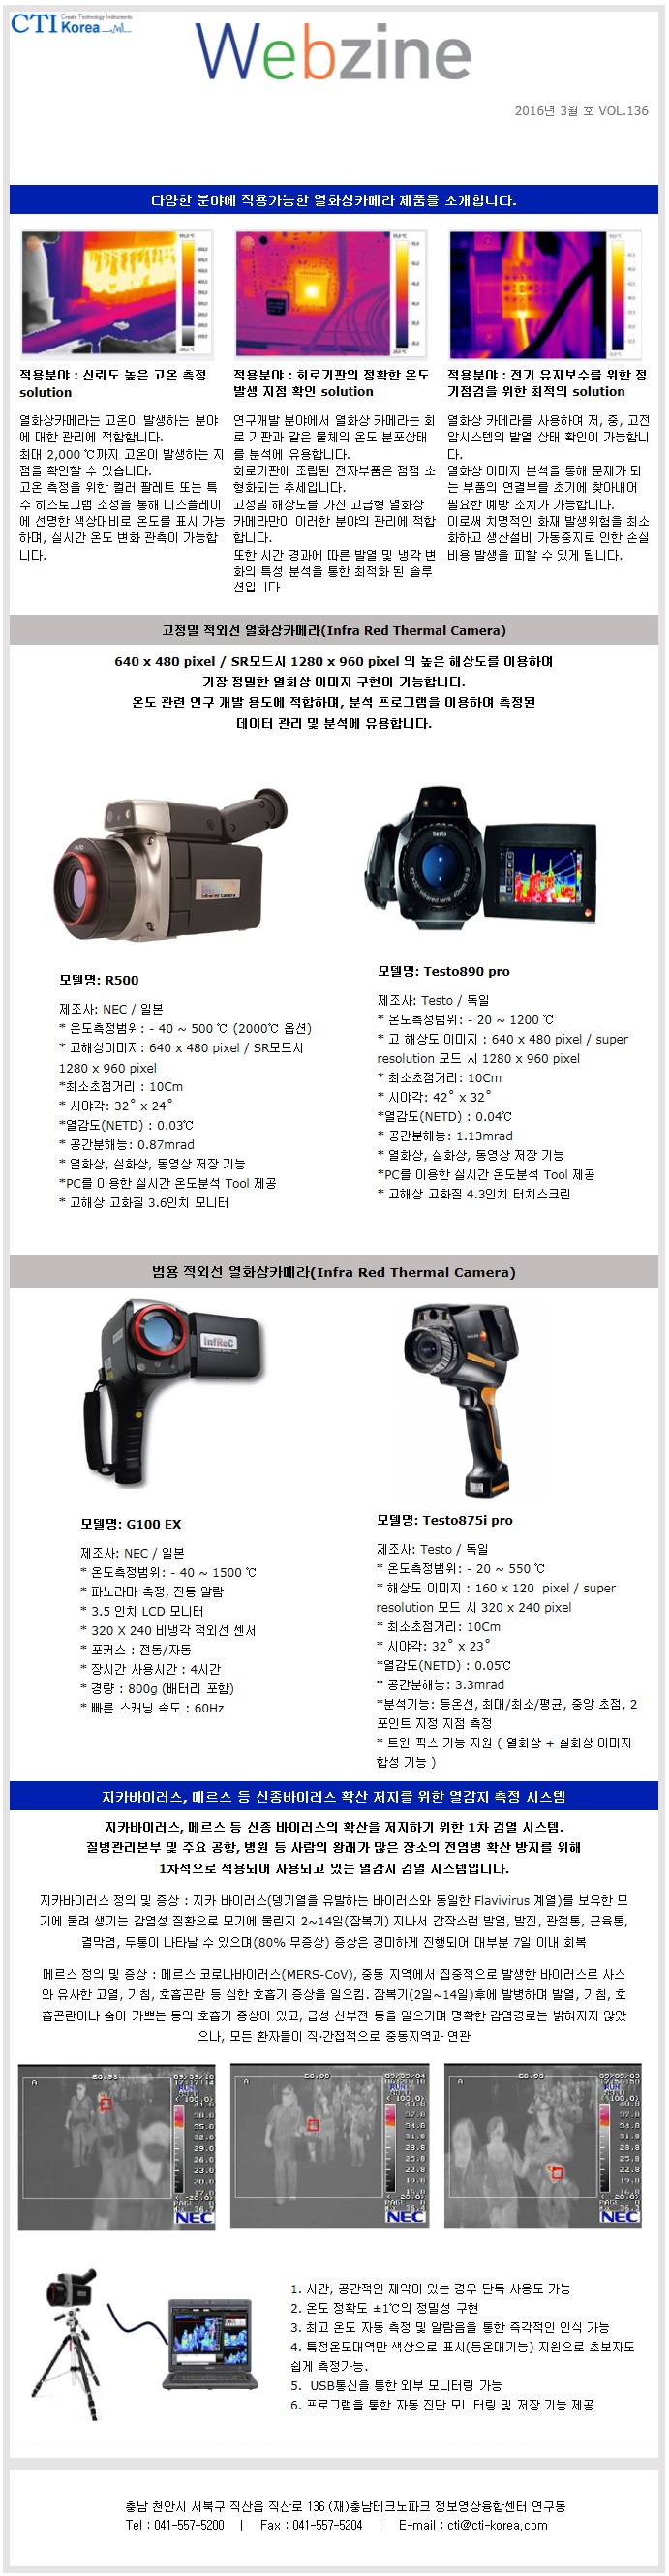 CTI Create Technology Instruments
Korea
Webzine
2016년 3월 호 VOL.136
다양한 분야에 적용가능한 열화상카메라 제품을 소개합니다.
적용분야 : 신뢰도 높은 고온 측정
solution
열화상카메라는 고온이 발생하는 분야
에 대한 관리에 적합합니다.
최대 2,000 ℃까지 고온이 발생하는 지
점을 확인할 수 있습니다.
고온 측정을 위한 컬러 팔레트 또는 특
수 히스토그램 조정을 통해 디스플레이
에 선명한 색상대비로 온도를 표시 가능
하며, 실시간 온도 변화 관측이 가능합
니다.
적용분야 : 회로기판의 정확한 온도
발생 지점 확인 solution
연구개발 분야에서 열화상 카메라는 회
로 기판과 같은 물체의 온도 분포상태
를 분석에 유용합니다.
회로기판에 조립된 전자부품은 점점 소
형화되는 추세입니다.
고정밀 해상도를 가진 고급형 열화상
카메라만이 이러한 분야의 관리에 적합
합니다.
또한 시간 경과에 따른 발열 및 냉각 변
화의 특성 분석을 통한 최적화 된 솔루
션입니다
적용분야 : 전기 유지보수를 위한 정
기점검을 위한 최적의 solution
열화상 카메라를 사용하여 저, 중, 고전
압시스템의 발열 상태 확인이 가능합니
다.
열화상 이미지 분석을 통해 문제가 되
는 부품의 연결부를 초기에 찾아내어
필요한 예방 조치가 가능합니다.
이로써 치명적인 화재 발생위험을 최소
화하고 생산설비 가동중지로 인한 손실
비용 발생을 피할 수 있게 됩니다.
고정밀 적외선 열화상카메라(Infra Red Thermal Camera)
640 x 480 pixel / SR모드시 1280 x 960 pixel 의 높은 해상도를 이용하여
가장 정밀한 열화상 이미지 구현이 가능합니다.
온도 관련 연구 개발 용도에 적합하며, 분석 프로그램을 이용하여 측정된
데이터 관리 및 분석에 유용합니다.
모델명: R500
제조사: NEC / 일본
* 온도측정범위: - 40 ~ 500 ℃ (2000℃ 옵션)
* 고해상이미지: 640 x 480 pixel / SR모드시
1280 x 960 pixel
*최소초점거리 : 10Cm
* 시야각: 32˚ x 24˚
*열감도(NETD) : 0.03℃
* 공간분해능: 0.87mrad
* 열화상, 실화상, 동영상 저장 기능
*PC를 이용한 실시간 온도분석 Tool 제공
* 고해상 고화질 3.6인치 모니터
모델명: Testo890 pro
제조사: Testo / 독일
* 온도측정범위: - 20 ~ 1200 ℃
* 고 해상도 이미지 : 640 x 480 pixel / super
resolution 모드 시 1280 x 960 pixel
* 최소초점거리: 10Cm
* 시야각: 42˚ x 32˚
*열감도(NETD) : 0.04℃
* 공간분해능: 1.13mrad
* 열화상, 실화상, 동영상 저장 기능
*PC를 이용한 실시간 온도분석 Tool 제공
* 고해상 고화질 4.3인치 터치스크린
범용 적외선 열화상카메라(Infra Red Thermal Camera)
InfReC
모델명: G100 EX
제조사: NEC / 일본
* 온도측정범위: - 40 ~ 1500 ℃
* 파노라마 측정, 진동 알람
* 3.5 인치 LCD 모니터
* 320 X 240 비냉각 적외선 센서
* 포커스 : 전동/자동
* 장시간 사용시간 : 4시간
* 경량 : 800g (배터리 포함)
* 빠른 스캐닝 속도 : 60Hz
모델명: Testo875i pro
제조사: Testo / 독일
* 온도측정범위: - 20 ~ 550 ℃
* 해상도 이미지 : 160 x 120 pixel / super
resolution 모드 시 320 x 240 pixel
* 최소초점거리: 10Cm
* 시야각: 32˚ x 23˚
*열감도(NETD) : 0.05℃
* 공간분해능: 3.3mrad
*분석기능: 등온선, 최대/최소/평균, 중앙 초점, 2
포인트 지정 지점 측정
* 트윈 픽스 기능 지원 ( 열화상 + 실화상 이미지
합성 기능 )
지카바이러스, 메르스 등 신종바이러스 확산 저지를 위한 열감지 측정 시스템
지카바이러스, 메르스 등 신종 바이러스의 확산을 저지하기 위한 1차 검열 시스템.
질병관리본부 및 주요 공항, 병원 등 사람의 왕래가 많은 장소의 전염병 확산 방지를 위해
1차적으로 적용되어 사용되고 있는 열감지 검열 시스템입니다.
지카바이러스 정의 및 증상 : 지카 바이러스(뎅기열을 유발하는 바이러스와 동일한 Flavivirus 계열)를 보유한 모
기에 물려 생기는 감염성 질환으로 모기에 물린지 2~14일(잠복기) 지나서 갑작스런 발열, 발진, 관절통, 근육통,
결막염, 두통이 나타날 수 있으며(80% 무증상) 증상은 경미하게 진행되어 대부분 7일 이내 회복
메르스 정의 및 증상 : 메르스 코로나바이러스(MERS-CoV), 중동 지역에서 집중적으로 발생한 바이러스로 사스
와 유사한 고열, 기침, 호흡곤란 등 심한 호흡기 증상을 일으킴. 잠복기(2일~14일)후에 발병하며 발열, 기침, 호
흡곤란이나 숨이 가쁘는 등의 호흡기 증상이 있고, 급성 신부전 등을 일으키며 명확한 감염경로는 밝혀지지 않았
으나, 모든 환자들이 직·간접적으로 중동지역과 연관
A E0.98 09/09/10
RUN
NEC
A E0.98 09/09/04
RUN
NEC
A E0.98 09/09/03
RUN
NEC
1. 시간, 공간적인 제약이 있는 경우 단독 사용도 가능
2. 온도 정확도 ±1℃의 정밀성 구현
3. 최고 온도 자동 측정 및 알람음을 통한 즉각적인 인식 가능
4. 특정온도대역만 색상으로 표시(등온대기능) 지원으로 초보자도
쉽게 측정가능.
5. USB통신을 통한 외부 모니터링 가능
6. 프로그램을 통한 자동 진단 모니터링 및 저장 기능 제공
충남 천안시 서북구 직산읍 직산로 136 (재)충남테크노파크 정보영상융합센터 연구동
Tel : 041-557-5200 | Fax : 041-557-5204 | E-mail : cti@cti-korea.com